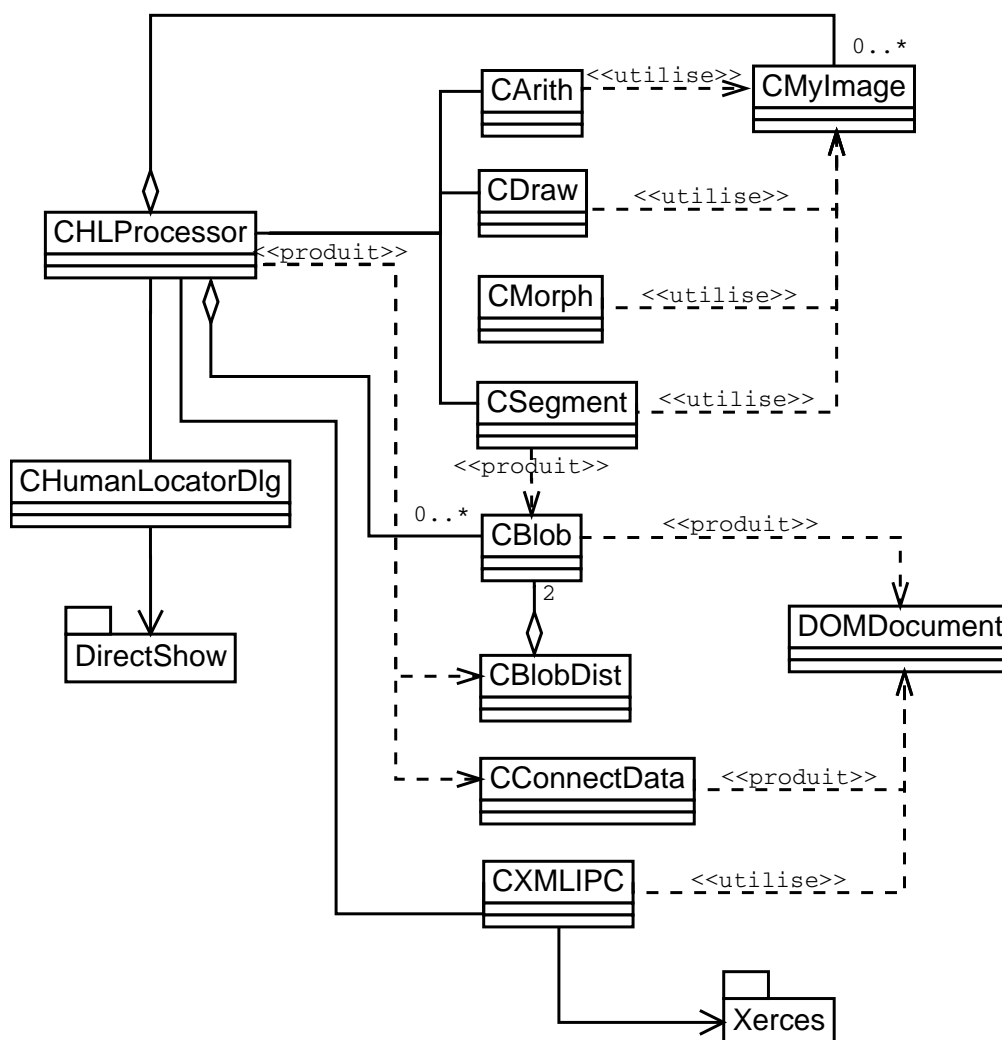 0..*
CArith
<<utilise>>
CMyImage
CDraw
<<utilise>>
CHLProcessor
<<produit>>
CMorph
<<utilise>>
CSegment
<<utilise>>
<<produit>>
CHumanLocatorDlg
0..*
CBlob
<<produit>>
2
DOMDocument
DirectShow
CBlobDist
CConnectData
<<produit>>
CXMLIPC
<<utilise>>
Xerces